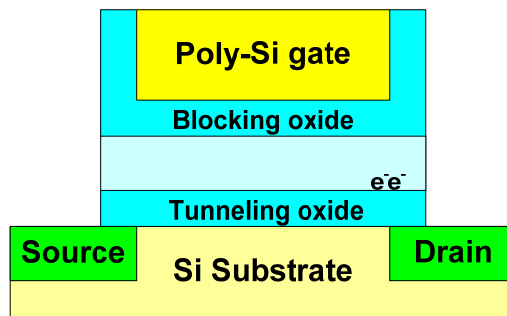 Poly-Si gate
Blocking oxide
e⁻e⁻
Tunneling oxide
Source
Si Substrate
Drain